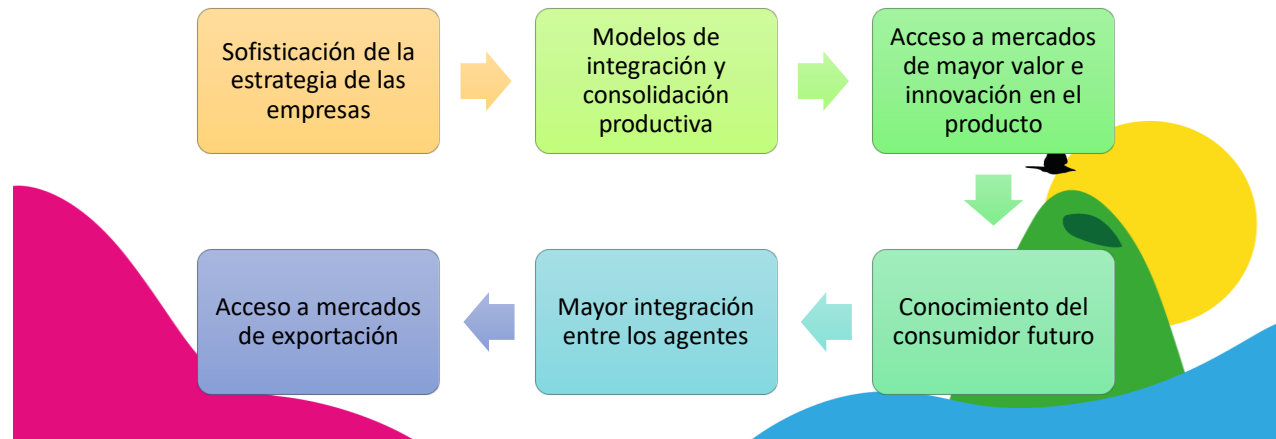 Sofisticación de la
estrategia de las
empresas
Modelos de
integración y
consolidación
productiva
Acceso a mercados
de mayor valor e
innovación en el
producto
Conocimiento del
consumidor futuro
Mayor integración
entre los agentes
Acceso a mercados
de exportación